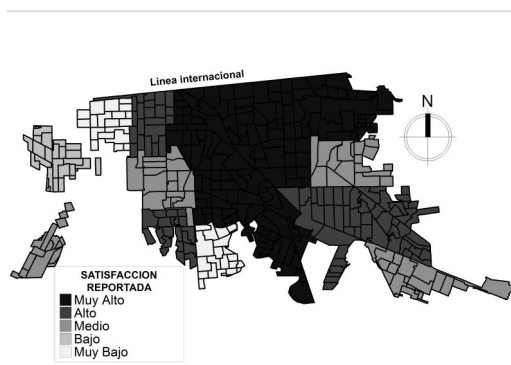 Linea internacional
N
SATISFACCION
REPORTADA
Muy Alto
Alto
Medio
Bajo
Muy Bajo